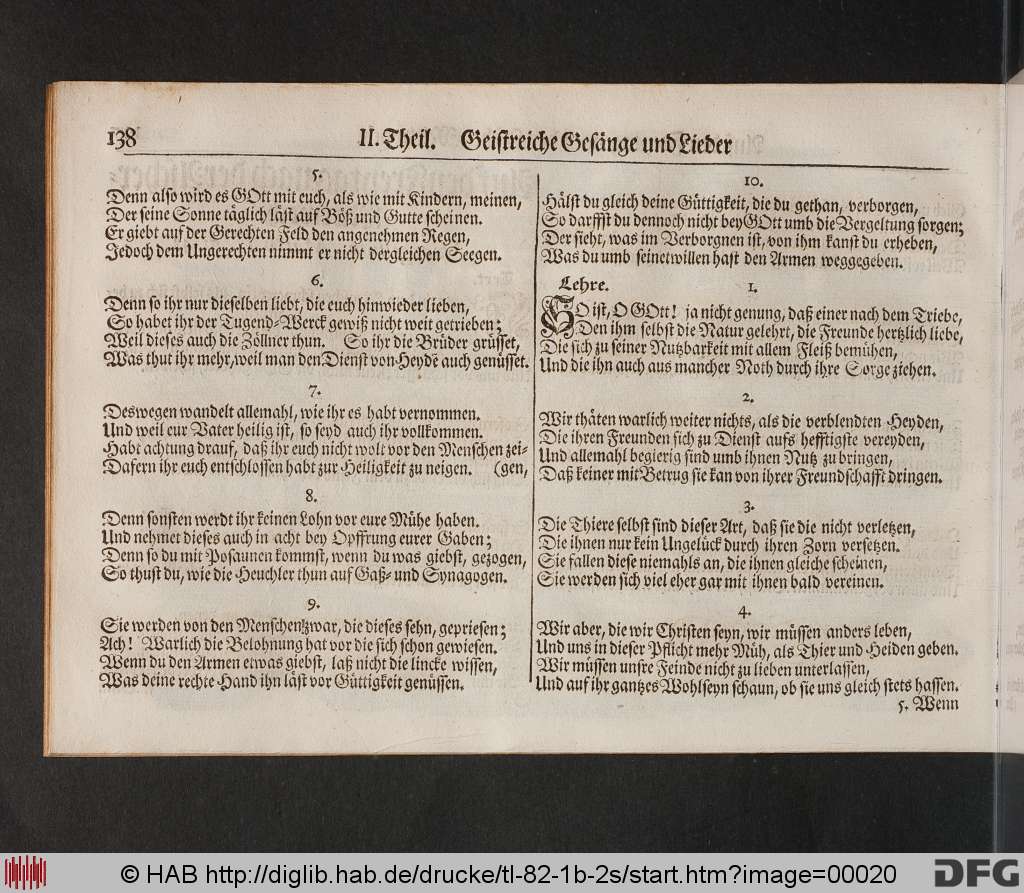 138
II. Theil. Geistreiche Gesänge und Lieder
5.
Denn also wird es GOtt mit euch, als wie mit Kindern, meinen,
Der seine Sonne täglich läst auf Böß und Gutte scheinen.
Er giebt auf der Gerechten Feld den angenehmen Regen,
Jedoch dem Ungerechten nimmt er nicht dergleichen Seegen.
6.
Denn so ihr nur dieselben liebt, die euch hinwieder lieben,
So habet ihr der Tugend-Werck gewiß nicht weit getrieben;
Weil dieses auch die Zöllner thun. So ihr die Brüder grüsset,
Was thut ihr mehr, weil man den Dienst von Heydē auch genüsset.
7.
Deswegen wandelt allemahl, wie ihr es habt vernommen.
Und weil eur Vater heilig ist, so seyd auch ihr vollkommen.
Habt achtung drauf, daß ihr euch nicht wolt vor den Menschen zei-
Dafern ihr euch entschlossen habt zur Heiligkeit zu neigen. (gen,
8.
Denn sonsten werdt ihr keinen Lohn vor eure Mühe haben.
Und nehmet dieses auch in acht bey Opffrung eurer Gaben;
Denn so du mit Posaunen kommst, wenn du was giebst, gezogen,
So thust du, wie die Heuchler thun auf Gaß- und Synagogen.
9.
Sie werden von den Menschen zwar, die dieses sehn, gepriesen;
Ach! Warlich die Belohnung hat vor die sich schon gewiesen.
Wenn du den Armen etwas giebst, laß nicht die lincke wissen,
Was deine rechte Hand ihn läst vor Güttigkeit genüssen.
10.
Hälst du gleich deine Güttigkeit, die du gethan, verborgen,
So darffst du dennoch nicht bey GOtt umb die Vergeltung sorgen;
Der sieht, was im Verborgnen ist, von ihm kanst du erheben,
Was du umb seinetwillen hast den Armen weggegeben.
Lehre. 1.
SO ist, O GOtt! ja nicht genung, daß einer nach dem Triebe,
Den ihm selbst die Natur gelehrt, die Freunde hertzlich liebe,
Die sich zu seiner Nutzbarkeit mit allem Fleiß bemühen,
Und die ihn auch aus mancher Noth durch ihre Sorge ziehen.
2.
Wir thäten warlich weiter nichts, als die verblendten Heyden,
Die ihren Freunden sich zu Dienst aufs hefftigste vereyden,
Und allemahl begierig sind umb ihnen Nutz zu bringen,
Daß keiner mit Betrug sie kan von ihrer Freundschafft dringen.
3.
Die Thiere selbst sind dieser Art, daß sie die nicht verletzen,
Die ihnen nur kein Ungelück durch ihren Zorn versetzen.
Sie fallen diese niemahls an, die ihnen gleiche scheinen,
Sie werden sich viel eher gar mit ihnen bald vereinen.
4.
Wir aber, die wir Christen seyn, wir müssen anders leben,
Und uns in dieser Pflicht mehr Müh, als Thier und Heiden geben.
Wir müssen unsre Feinde nicht zu lieben unterlassen,
Und auf ihr gantzes Wohlseyn schaun, ob sie uns gleich stets hassen.
5. Wenn
© HAB http://diglib.hab.de/drucke/tl-82-1b-2s/start.htm?image=00020
DFG